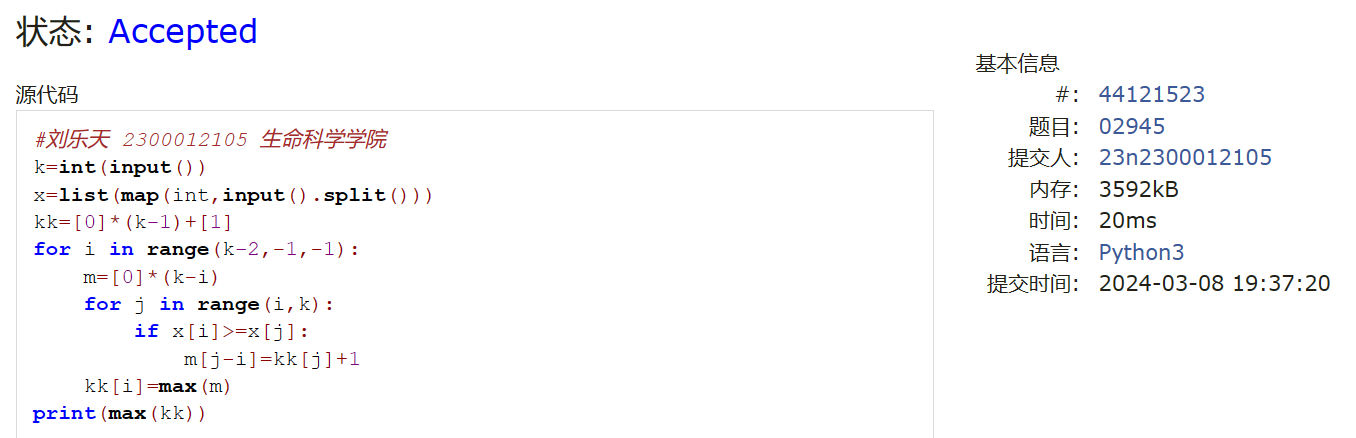 状态: Accepted
源代码
#刘乐天 2300012105 生命科学学院
k=int(input())
x=list(map(int,input().split()))
kk=[0]*(k-1)+[1]
for i in range(k-2,-1,-1):
    m=[0]*(k-i)
    for j in range(i,k):
        if x[i]>=x[j]:
            m[j-i]=kk[j]+1
    kk[i]=max(m)
print(max(kk))
基本信息
#: 44121523
题目: 02945
提交人: 23n2300012105
内存: 3592kB
时间: 20ms
语言: Python3
提交时间: 2024-03-08 19:37:20